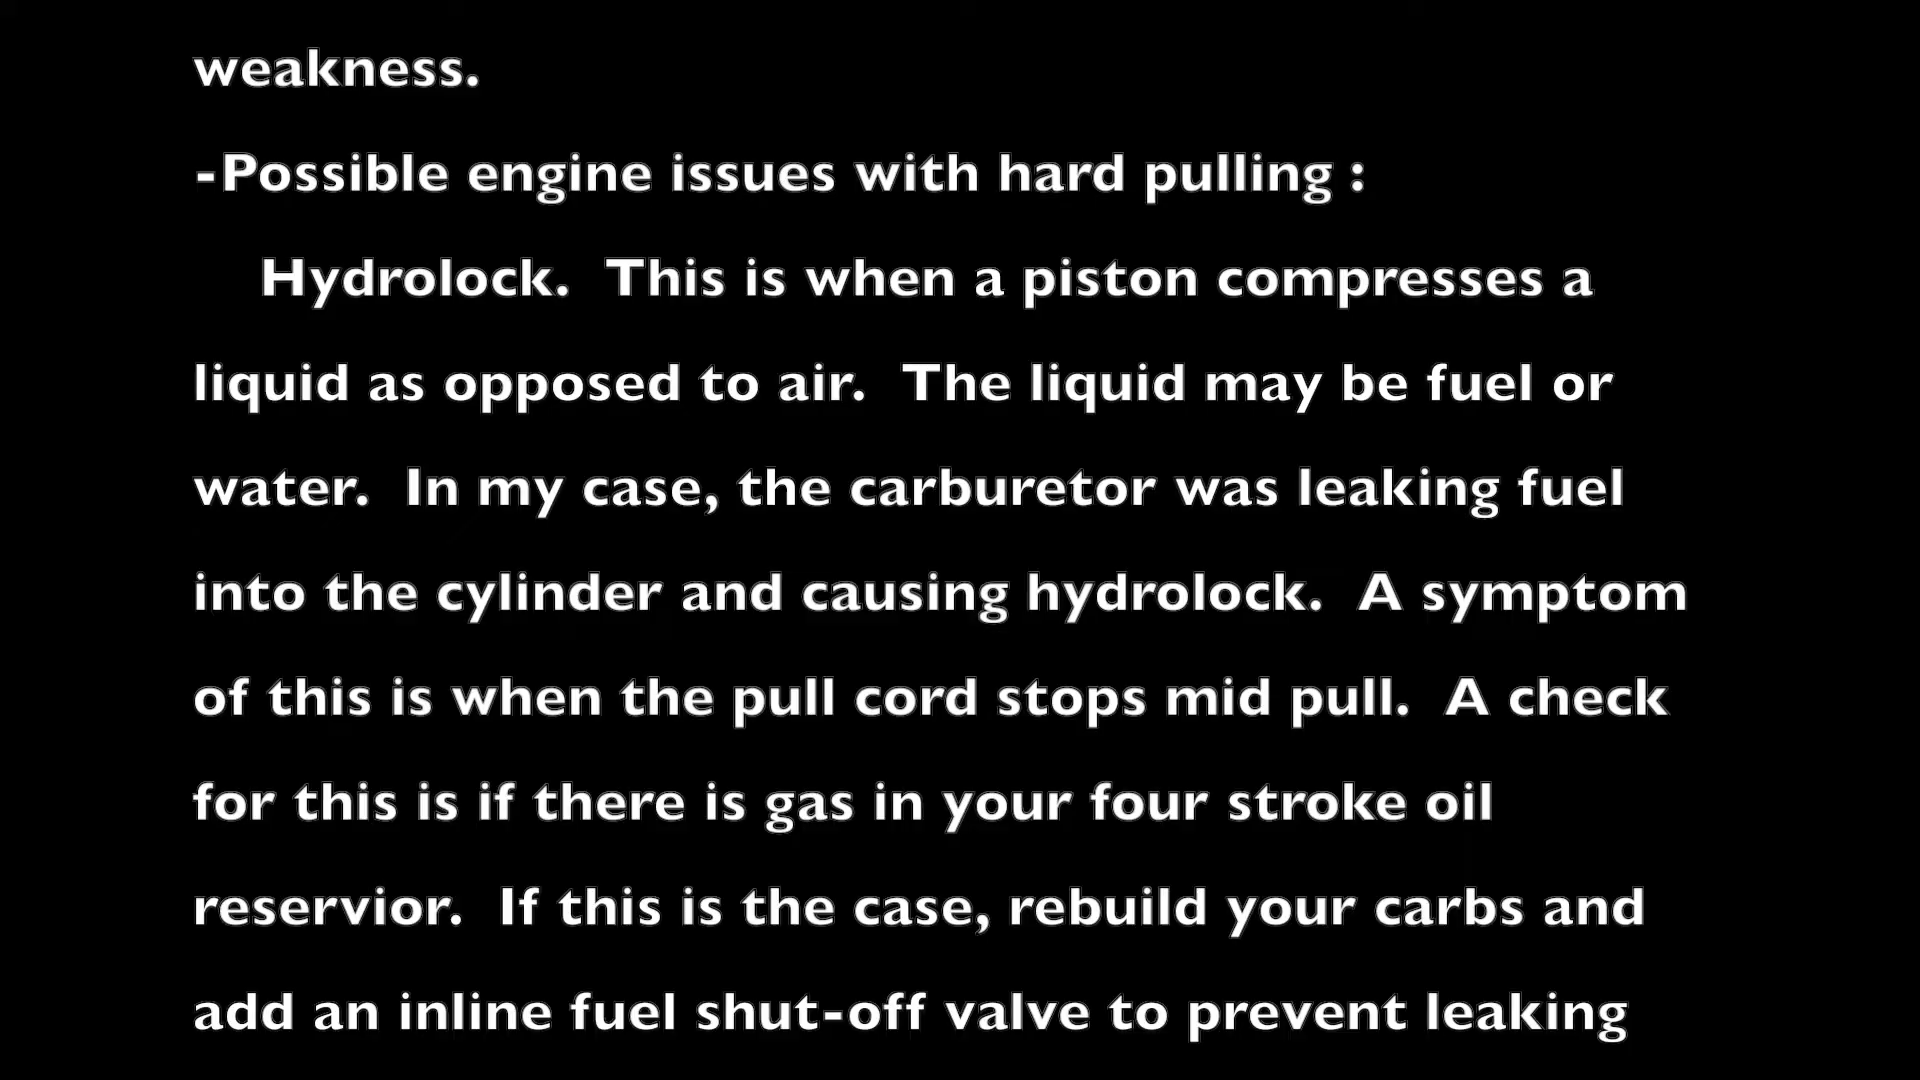 weakness.
-Possible engine issues with hard pulling :
Hydrolock.  This is when a piston compresses a
liquid as opposed to air.  The liquid may be fuel or
water.  In my case, the carburetor was leaking fuel
into the cylinder and causing hydrolock.  A symptom
of this is when the pull cord stops mid pull.  A check
for this is if there is gas in your four stroke oil
reservior.  If this is the case, rebuild your carbs and
add an inline fuel shut-off valve to prevent leaking